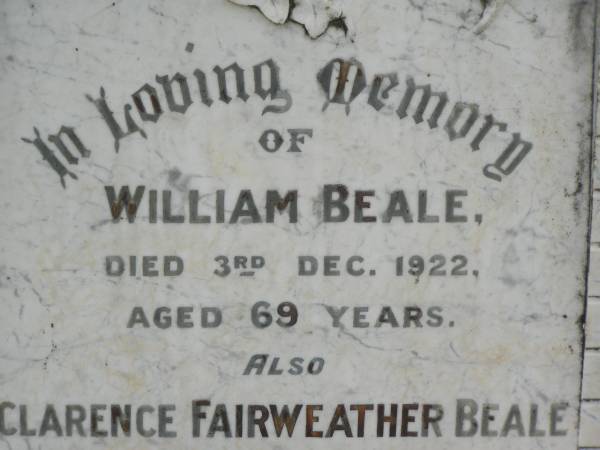 In Loving Memory
OF
WILLIAM BEALE,
DIED 3RD DEC. 1922,
AGED 69 YEARS.
ALSO
CLARENCE FAIRWEATHER BEALE